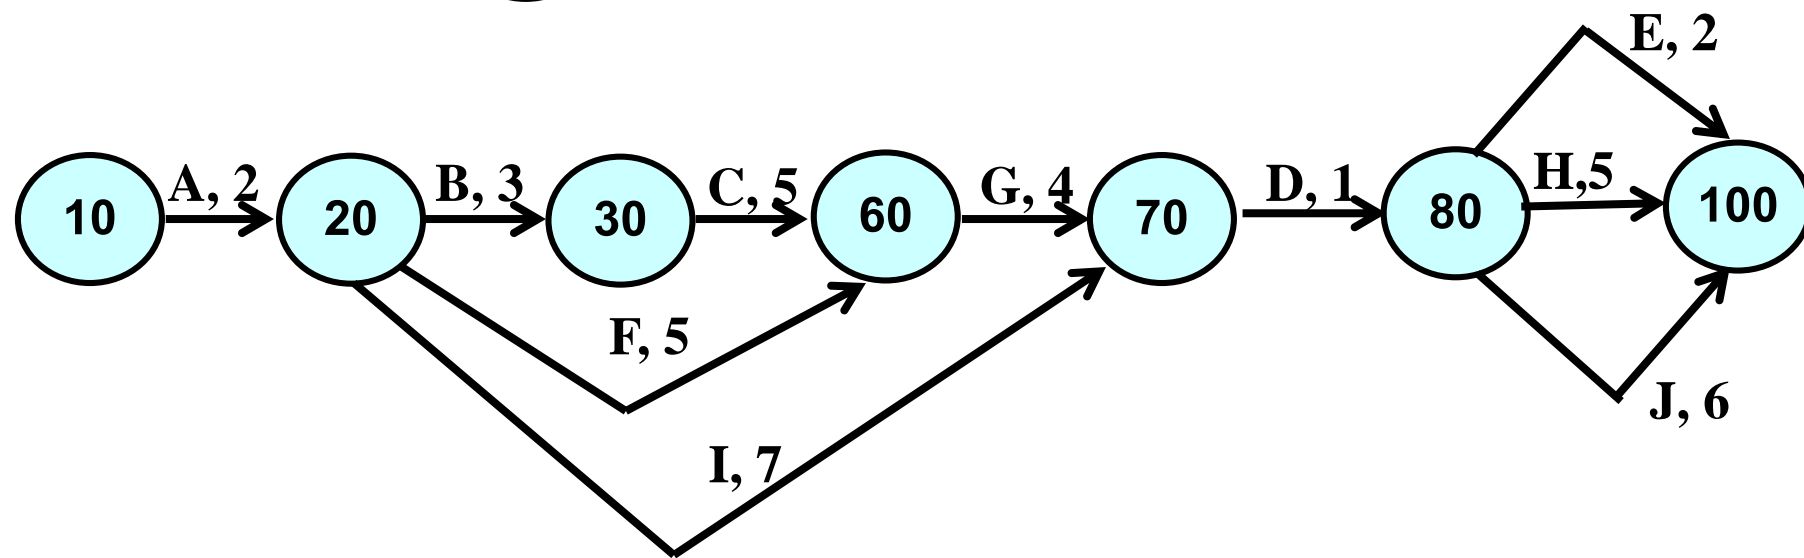 E, 2
A, 2
B, 3
C, 5
G, 4
D, 1
H,5
10
20
30
60
70
80
100
F, 5
J, 6
I, 7